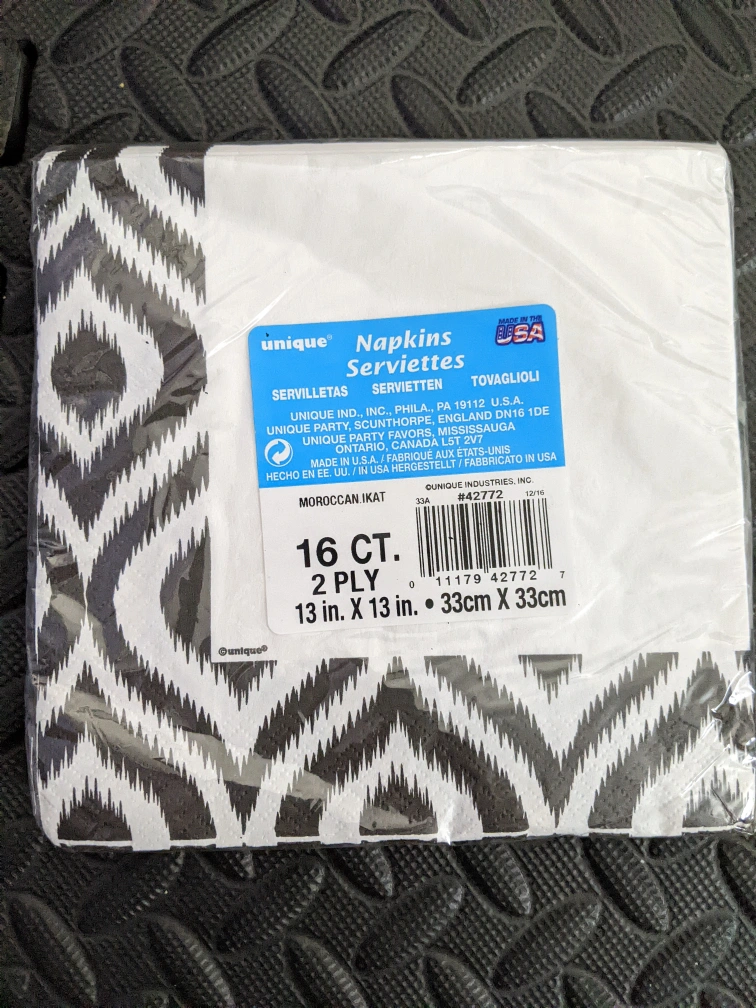 unique®
Napkins
Serviettes
MADE IN THE
USA
SERVILLETAS SERVIETTEN TOVAGLIOLI
UNIQUE IND., INC., PHILA., PA 19112 U.S.A.
UNIQUE PARTY, SCUNTHORPE, ENGLAND DN16 1DE
UNIQUE PARTY FAVORS, MISSISSAUGA
ONTARIO, CANADA L5T 2V7
MADE IN U.S.A. / FABRIQUÉ AUX ÉTATS-UNIS
HECHO EN EE. UU. / IN USA HERGESTELLT / FABBRICATO IN USA
©UNIQUE INDUSTRIES, INC.
MOROCCAN.IKAT
33A #42772 12/16
16 CT.
2 PLY
0 11179 42772 7
13 in. X 13 in. • 33cm X 33cm
©unique®